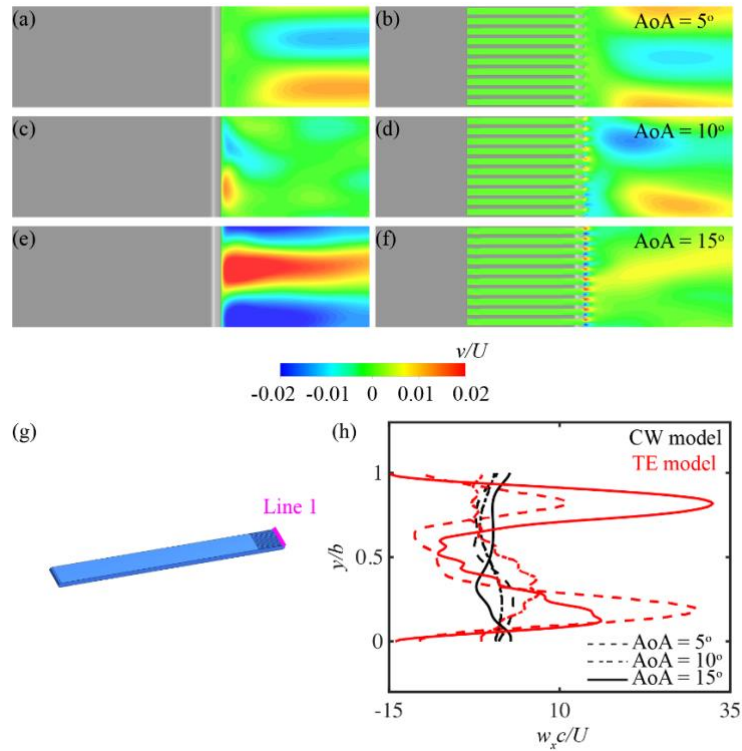 (a)
(b) AoA = 5°
(c)
(d) AoA = 10°
(e)
(f) AoA = 15°
v/U
-0.02 -0.01 0 0.01 0.02
(g)
Line 1
(h)
CW model
TE model
1
y/b
0.5
0
AoA = 5°
AoA = 10°
AoA = 15°
-15 10 35
w_x c/U